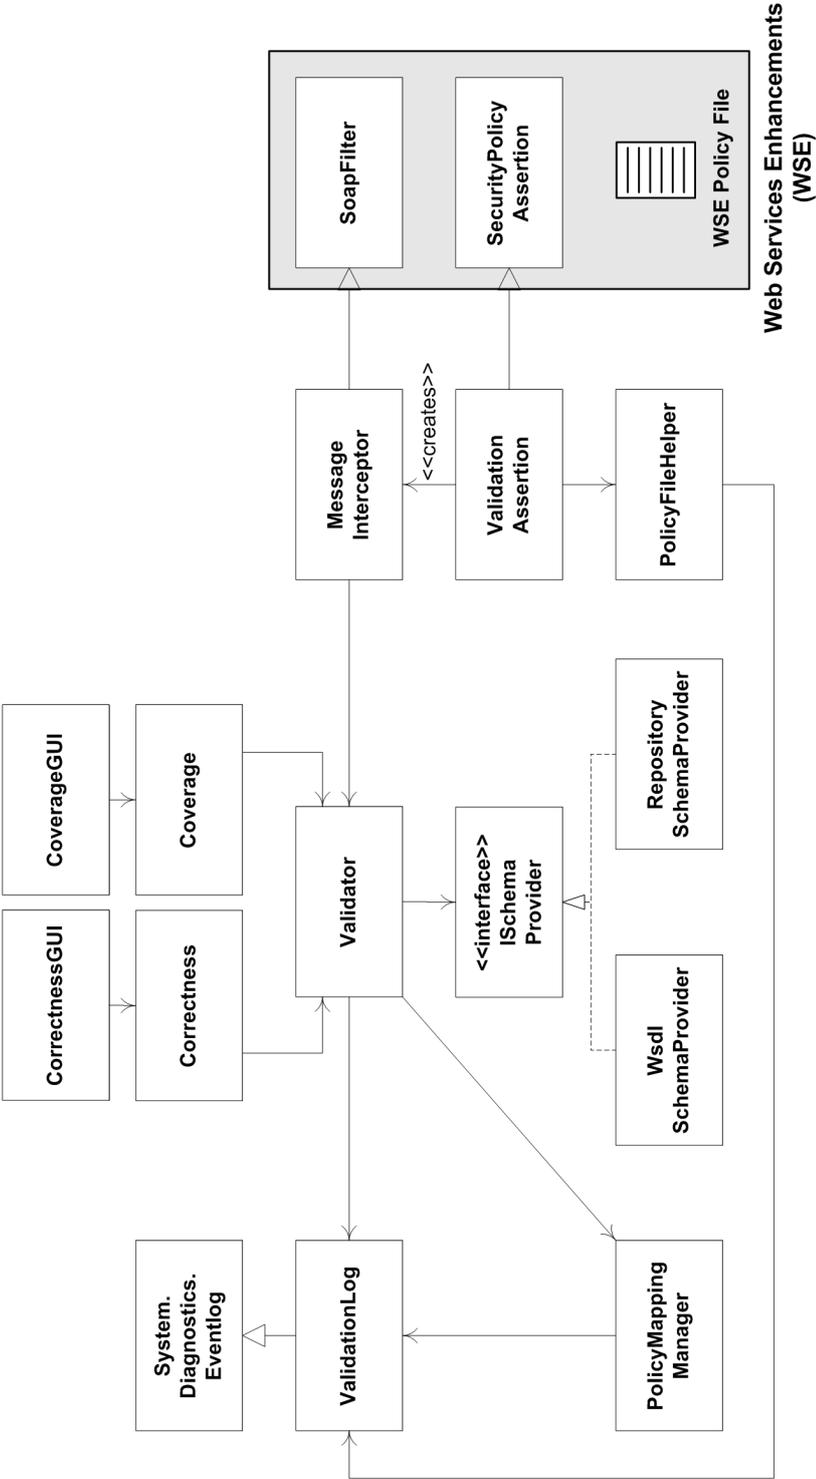 CorrectnessGUI
CoverageGUI
System.
Diagnostics.
Eventlog
Correctness
Coverage
ValidationLog
Validator
Message
Interceptor
SoapFilter
<<creates>>
<<interface>>
ISchema
Provider
Validation
Assertion
SecurityPolicy
Assertion
PolicyMapping
Manager
Wsdl
SchemaProvider
Repository
SchemaProvider
PolicyFileHelper
WSE Policy File
Web Services Enhancements
(WSE)